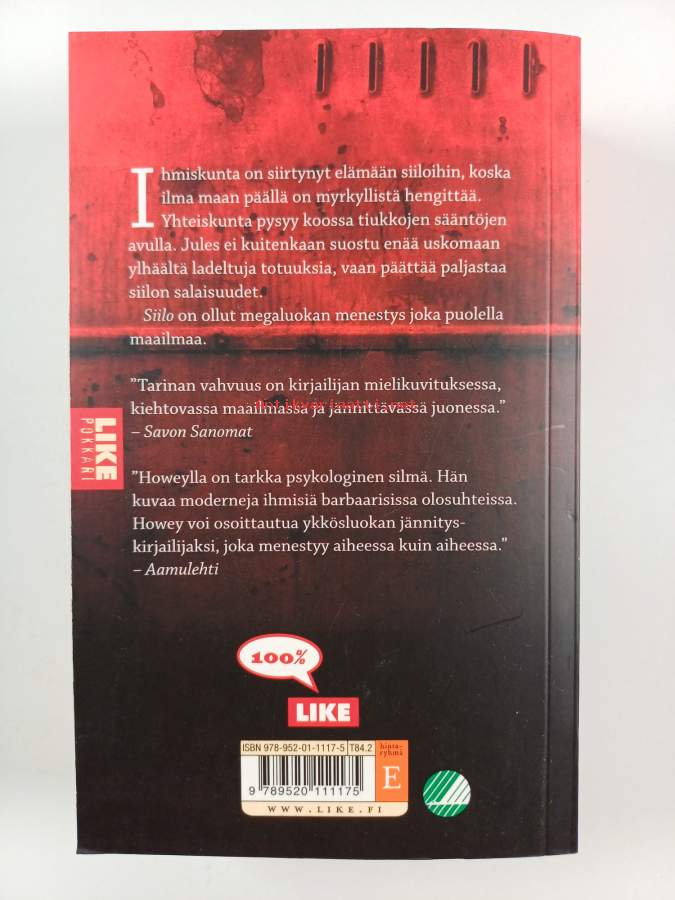 Ihmiskunta on siirtynyt elämään siiloihin, koska
ilma maan päällä on myrkyllistä hengittää.
Yhteiskunta pysyy koossa tiukkojen sääntöjen
avulla. Jules ei kuitenkaan suostu enää uskomaan
ylhäältä ladeltuja totuuksia, vaan päättää paljastaa
siilon salaisuudet.
Siilo on ollut megaluokan menestys joka puolella
maailmaa.
”Tarinan vahvuus on kirjailijan mielikuvituksessa,
kiehtovassa maailmassa ja jännittävässä juonessa.”
– Savon Sanomat
antikvariaatti.net
LIKE
POKKARI
”Howeylla on tarkka psykologinen silmä. Hän
kuvaa moderneja ihmisiä barbaarisissa olosuhteissa.
Howey voi osoittautua ykkösluokan jännitys-
kirjailijaksi, joka menestyy aiheessa kuin aiheessa.”
– Aamulehti
100%
LIKE
ISBN 978-952-01-1117-5 T84.2
hinta-
ryhmä
E
9 789520 111175
WWW.LIKE.FI